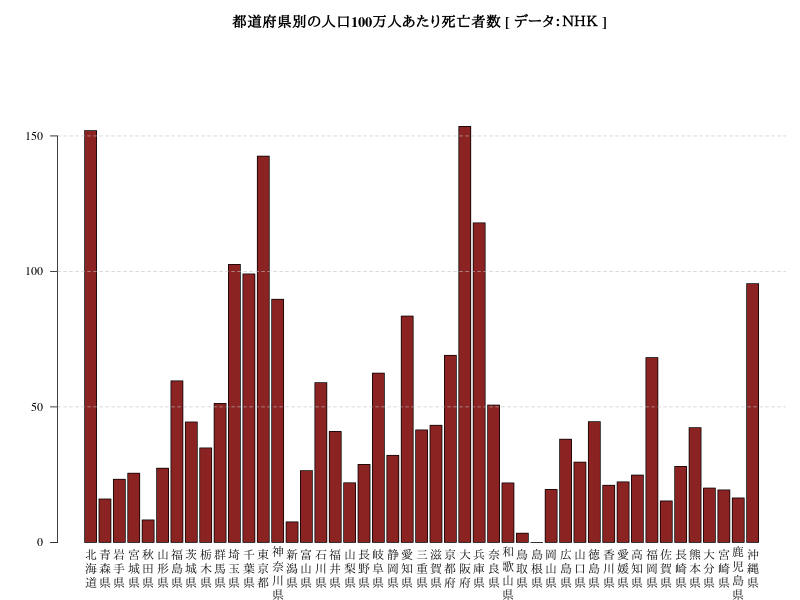 都道府県別の人口100万人あたり死亡者数 [ データ：NHK ]
150
100
50
0
北海道
青森県
岩手県
宮城県
秋田県
山形県
福島県
茨城県
栃木県
群馬県
埼玉県
千葉県
東京都
神奈川県
新潟県
富山県
石川県
福井県
山梨県
長野県
岐阜県
静岡県
愛知県
三重県
滋賀県
京都府
大阪府
兵庫県
奈良県
和歌山県
鳥取県
島根県
岡山県
広島県
山口県
徳島県
香川県
愛媛県
高知県
福岡県
佐賀県
長崎県
熊本県
大分県
宮崎県
鹿児島県
沖縄県